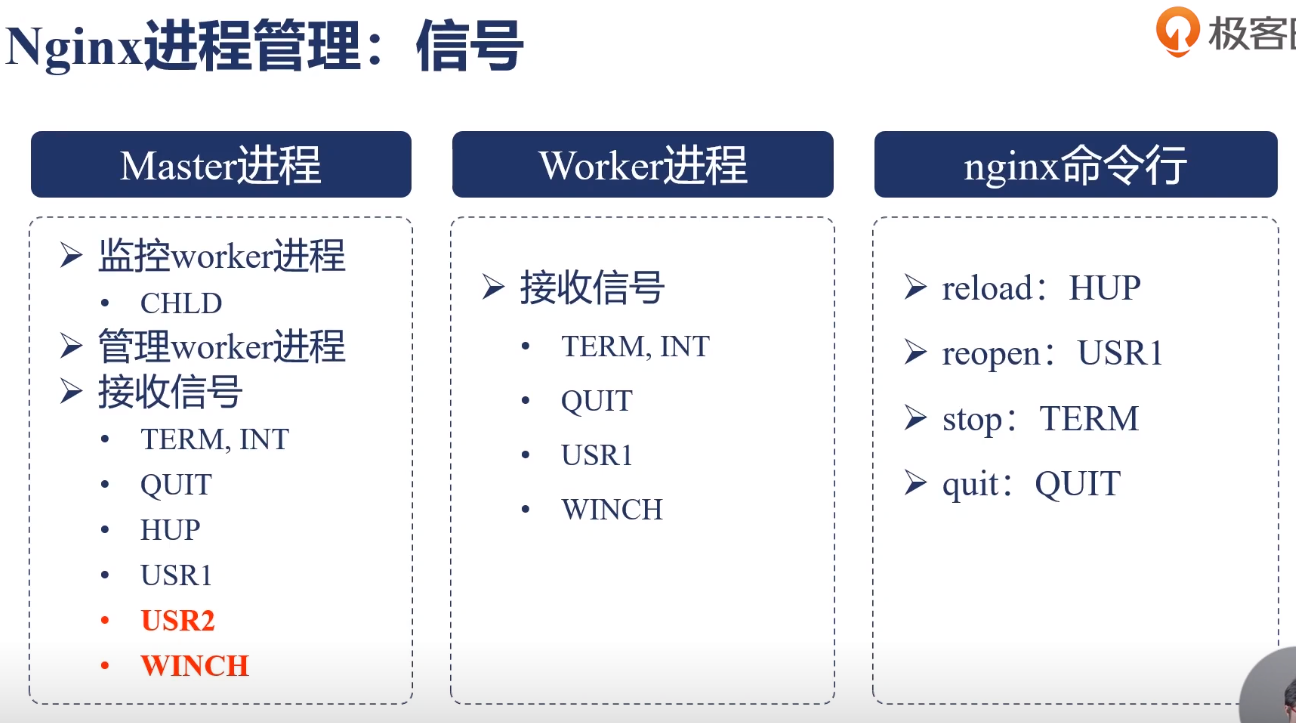 Nginx进程管理：信号
极客
Master进程
➢ 监控worker进程
• CHLD
➢ 管理worker进程
➢ 接收信号
• TERM, INT
• QUIT
• HUP
• USR1
• USR2
• WINCH
Worker进程
➢ 接收信号
• TERM, INT
• QUIT
• USR1
• WINCH
nginx命令行
➢ reload：HUP
➢ reopen：USR1
➢ stop：TERM
➢ quit：QUIT